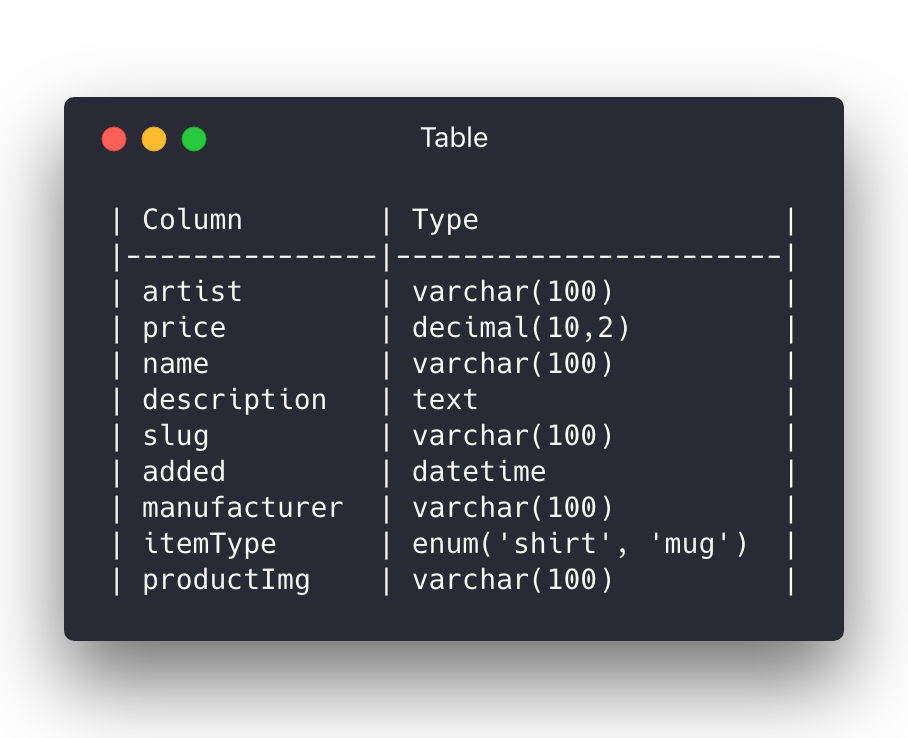 Table
| Column        | Type                  |
|---------------|-----------------------|
| artist        | varchar(100)          |
| price         | decimal(10,2)         |
| name          | varchar(100)          |
| description   | text                  |
| slug          | varchar(100)          |
| added         | datetime              |
| manufacturer  | varchar(100)          |
| itemType      | enum('shirt', 'mug')  |
| productImg    | varchar(100)          |